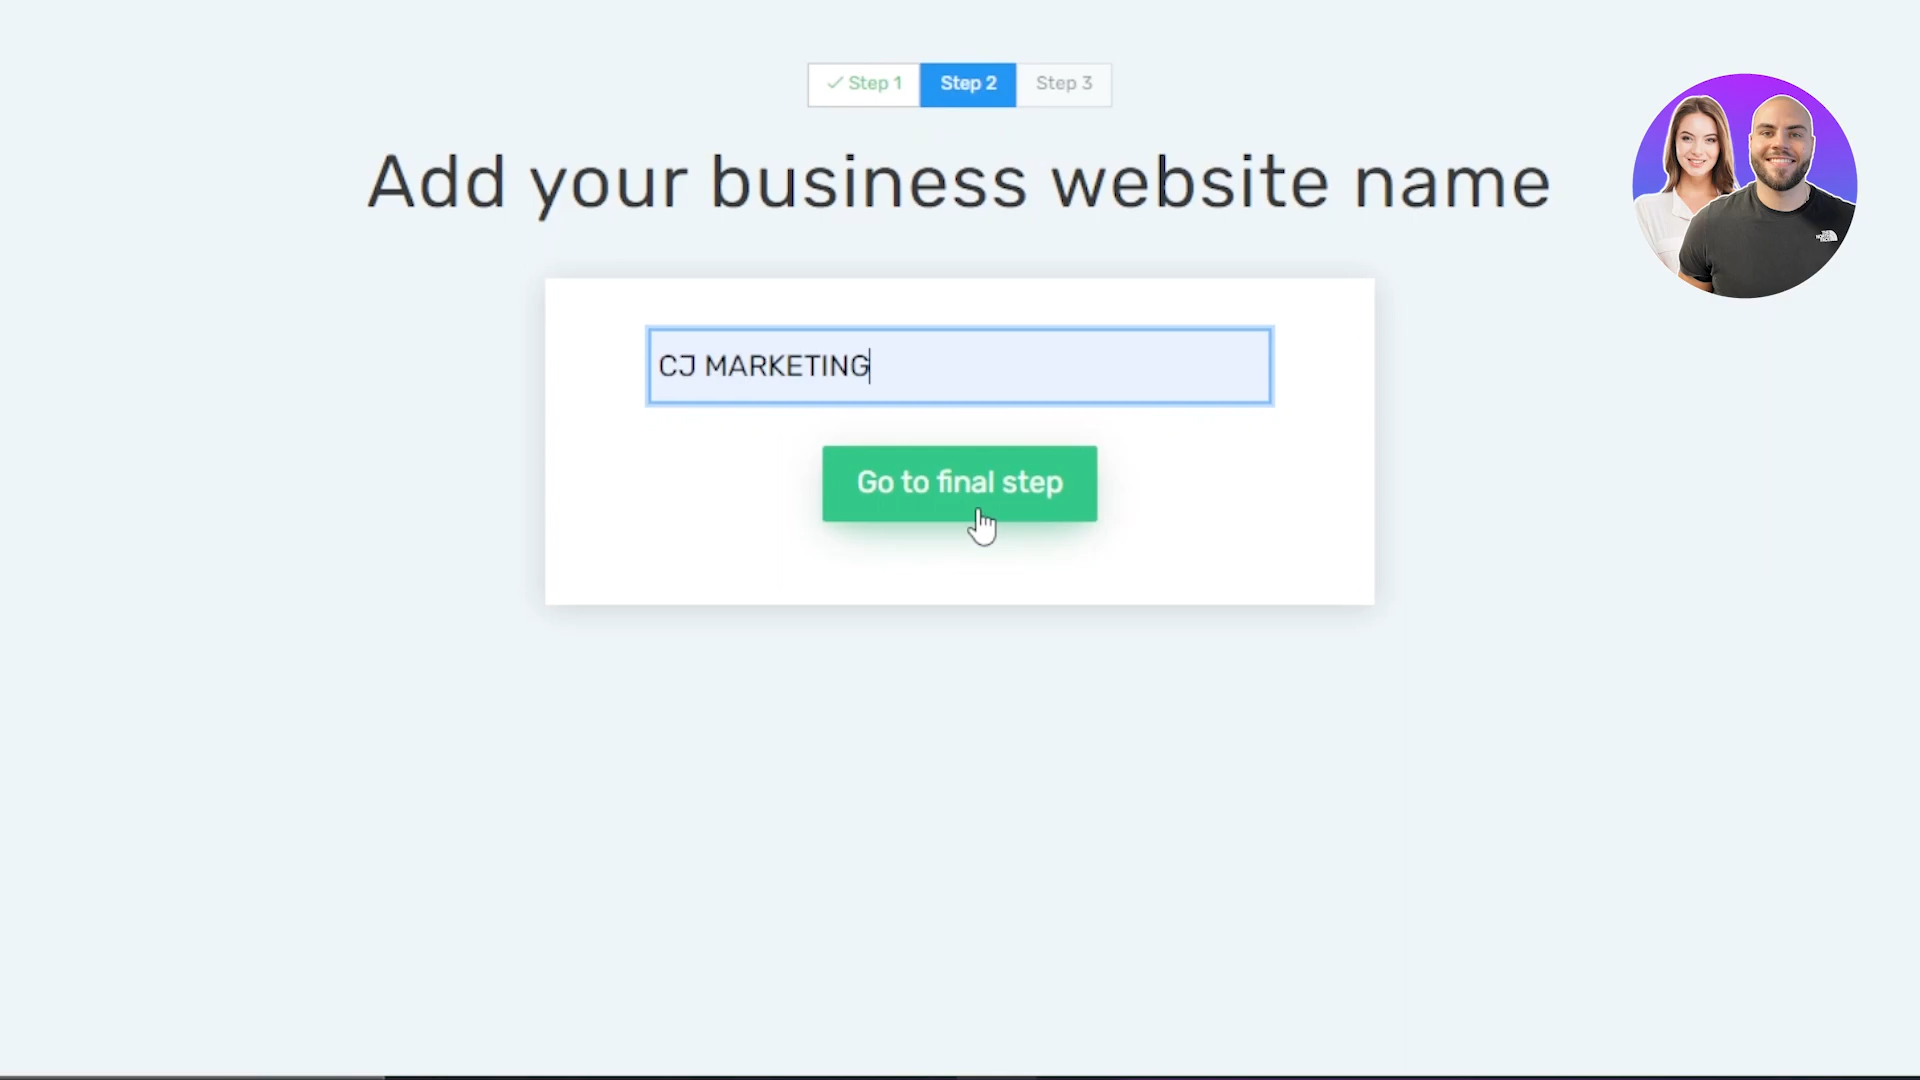 Step 1 Step 2 Step 3
Add your business website name
CJ MARKETING
Go to final step